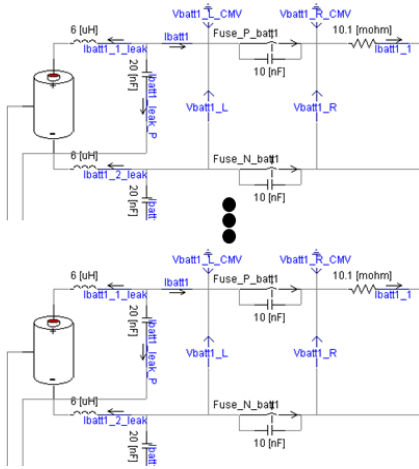 Vbatt1_L_CMV Vbatt1_R_CMV
6 [uH] Ibatt1 Fuse_P_batt1 10.1 [mohm]
Ibatt1_1_leak Ibatt1_1
20 [nF] Ibatt1_leak_P 10 [nF]
+
Vbatt1_L Vbatt1_R
6 [uH] Fuse_N_batt1
Ibatt1_2_leak
20 [nF] Ibatt 10 [nF]
Vbatt1_L_CMV Vbatt1_R_CMV
6 [uH] Ibatt1 Fuse_P_batt1 10.1 [mohm]
Ibatt1_1_leak Ibatt1_1
20 [nF] Ibatt1_leak_P 10 [nF]
+
Vbatt1_L Vbatt1_R
6 [uH] Fuse_N_batt1
Ibatt1_2_leak
20 [nF] Ibatt 10 [nF]